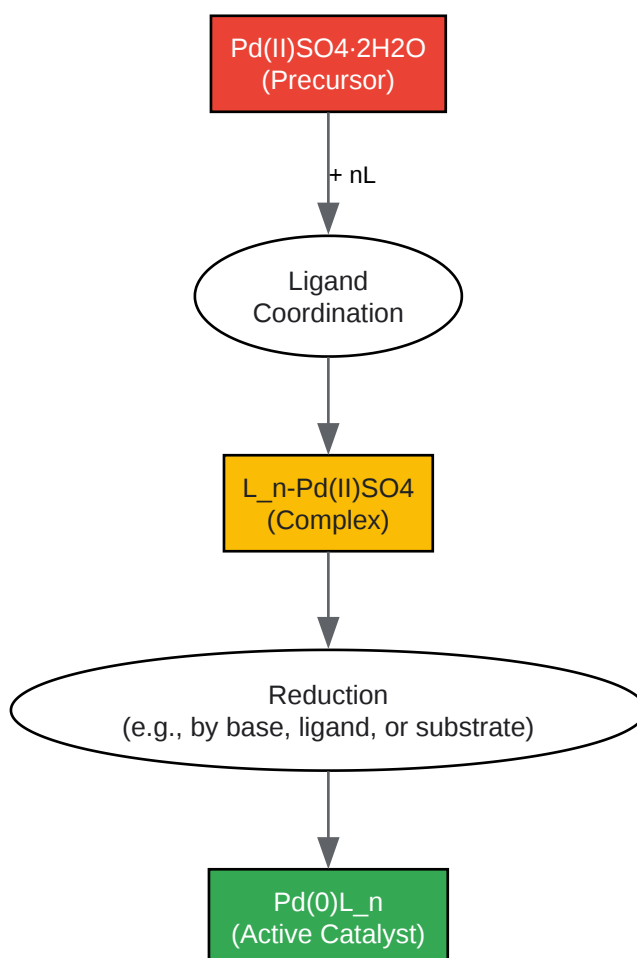 Pd(II)SO4·2H2O
(Precursor)
+ nL
Ligand
Coordination
L_n-Pd(II)SO4
(Complex)
Reduction
(e.g., by base, ligand, or substrate)
Pd(0)L_n
(Active Catalyst)